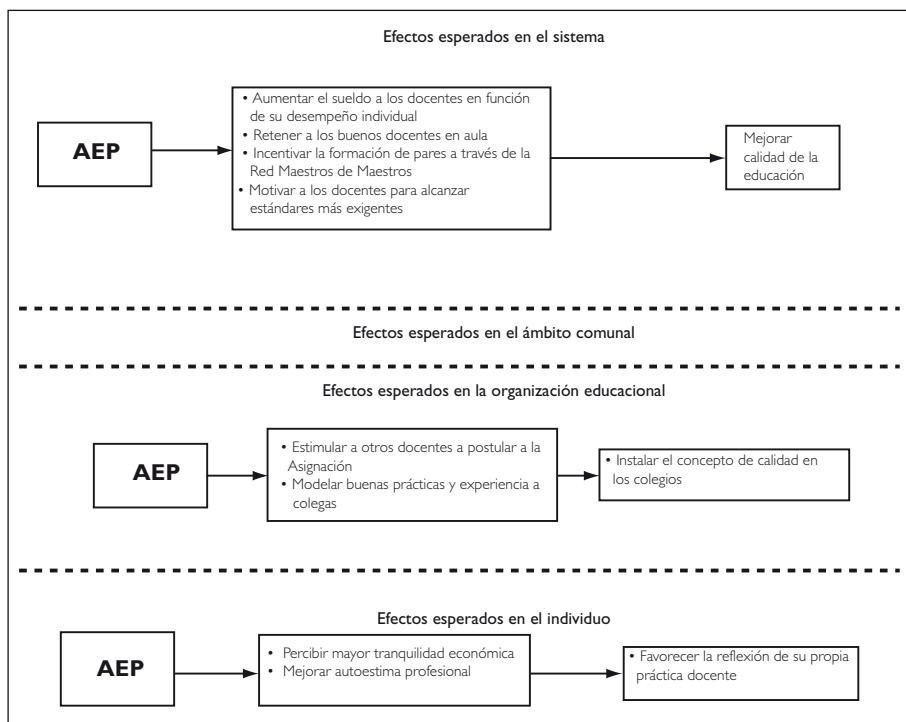 Efectos esperados en el sistema
AEP
• Aumentar el sueldo a los docentes en función
de su desempeño individual
• Retener a los buenos docentes en aula
• Incentivar la formación de pares a través de la
Red Maestros de Maestros
• Motivar a los docentes para alcanzar
estándares más exigentes
Mejorar
calidad de la
educación
Efectos esperados en el ámbito comunal
Efectos esperados en la organización educacional
AEP
• Estimular a otros docentes a postular a la
Asignación
• Modelar buenas prácticas y experiencia a
colegas
• Instalar el concepto de calidad en
los colegios
Efectos esperados en el individuo
AEP
• Percibir mayor tranquilidad económica
• Mejorar autoestima profesional
• Favorecer la reflexión de su propia
práctica docente